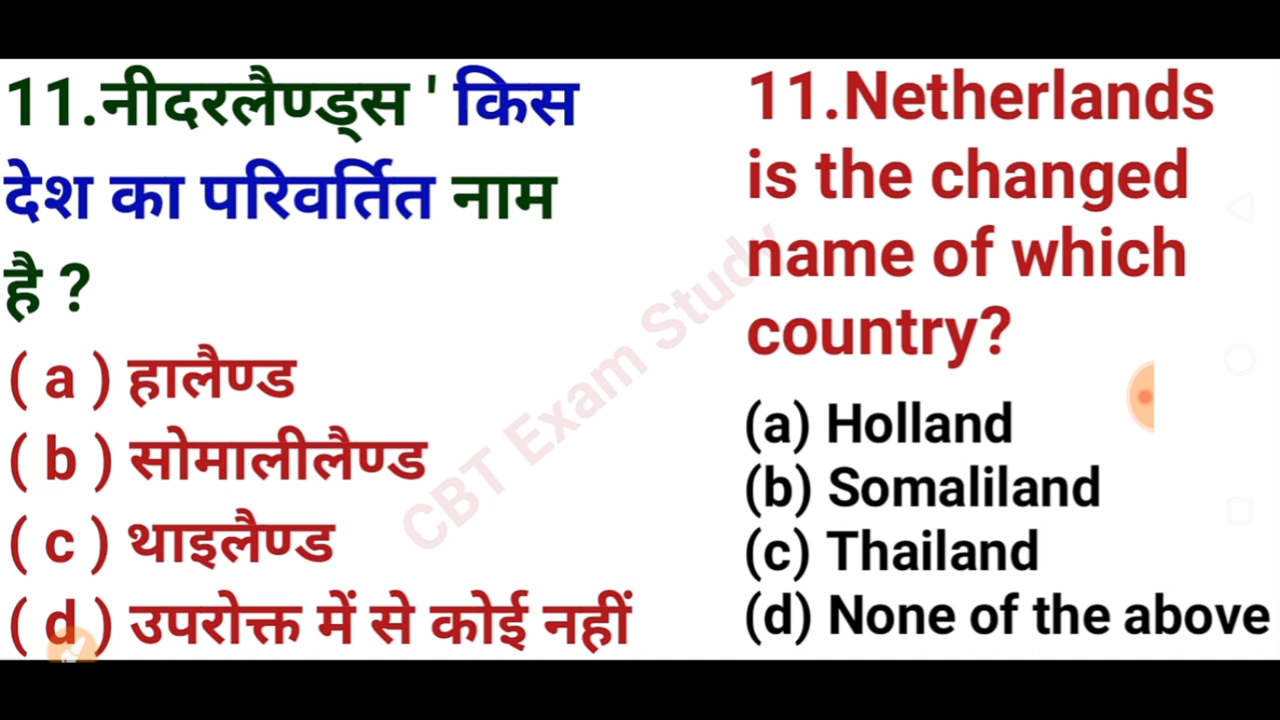 11.नीदरलैण्ड्स ' किस
देश का परिवर्तित नाम
है ?
( a ) हालैण्ड
( b ) सोमालीलैण्ड
( c ) थाइलैण्ड
( d ) उपरोक्त में से कोई नहीं
11.Netherlands
is the changed
name of which
country?
(a) Holland
(b) Somaliland
(c) Thailand
(d) None of the above
CBT Exam Study